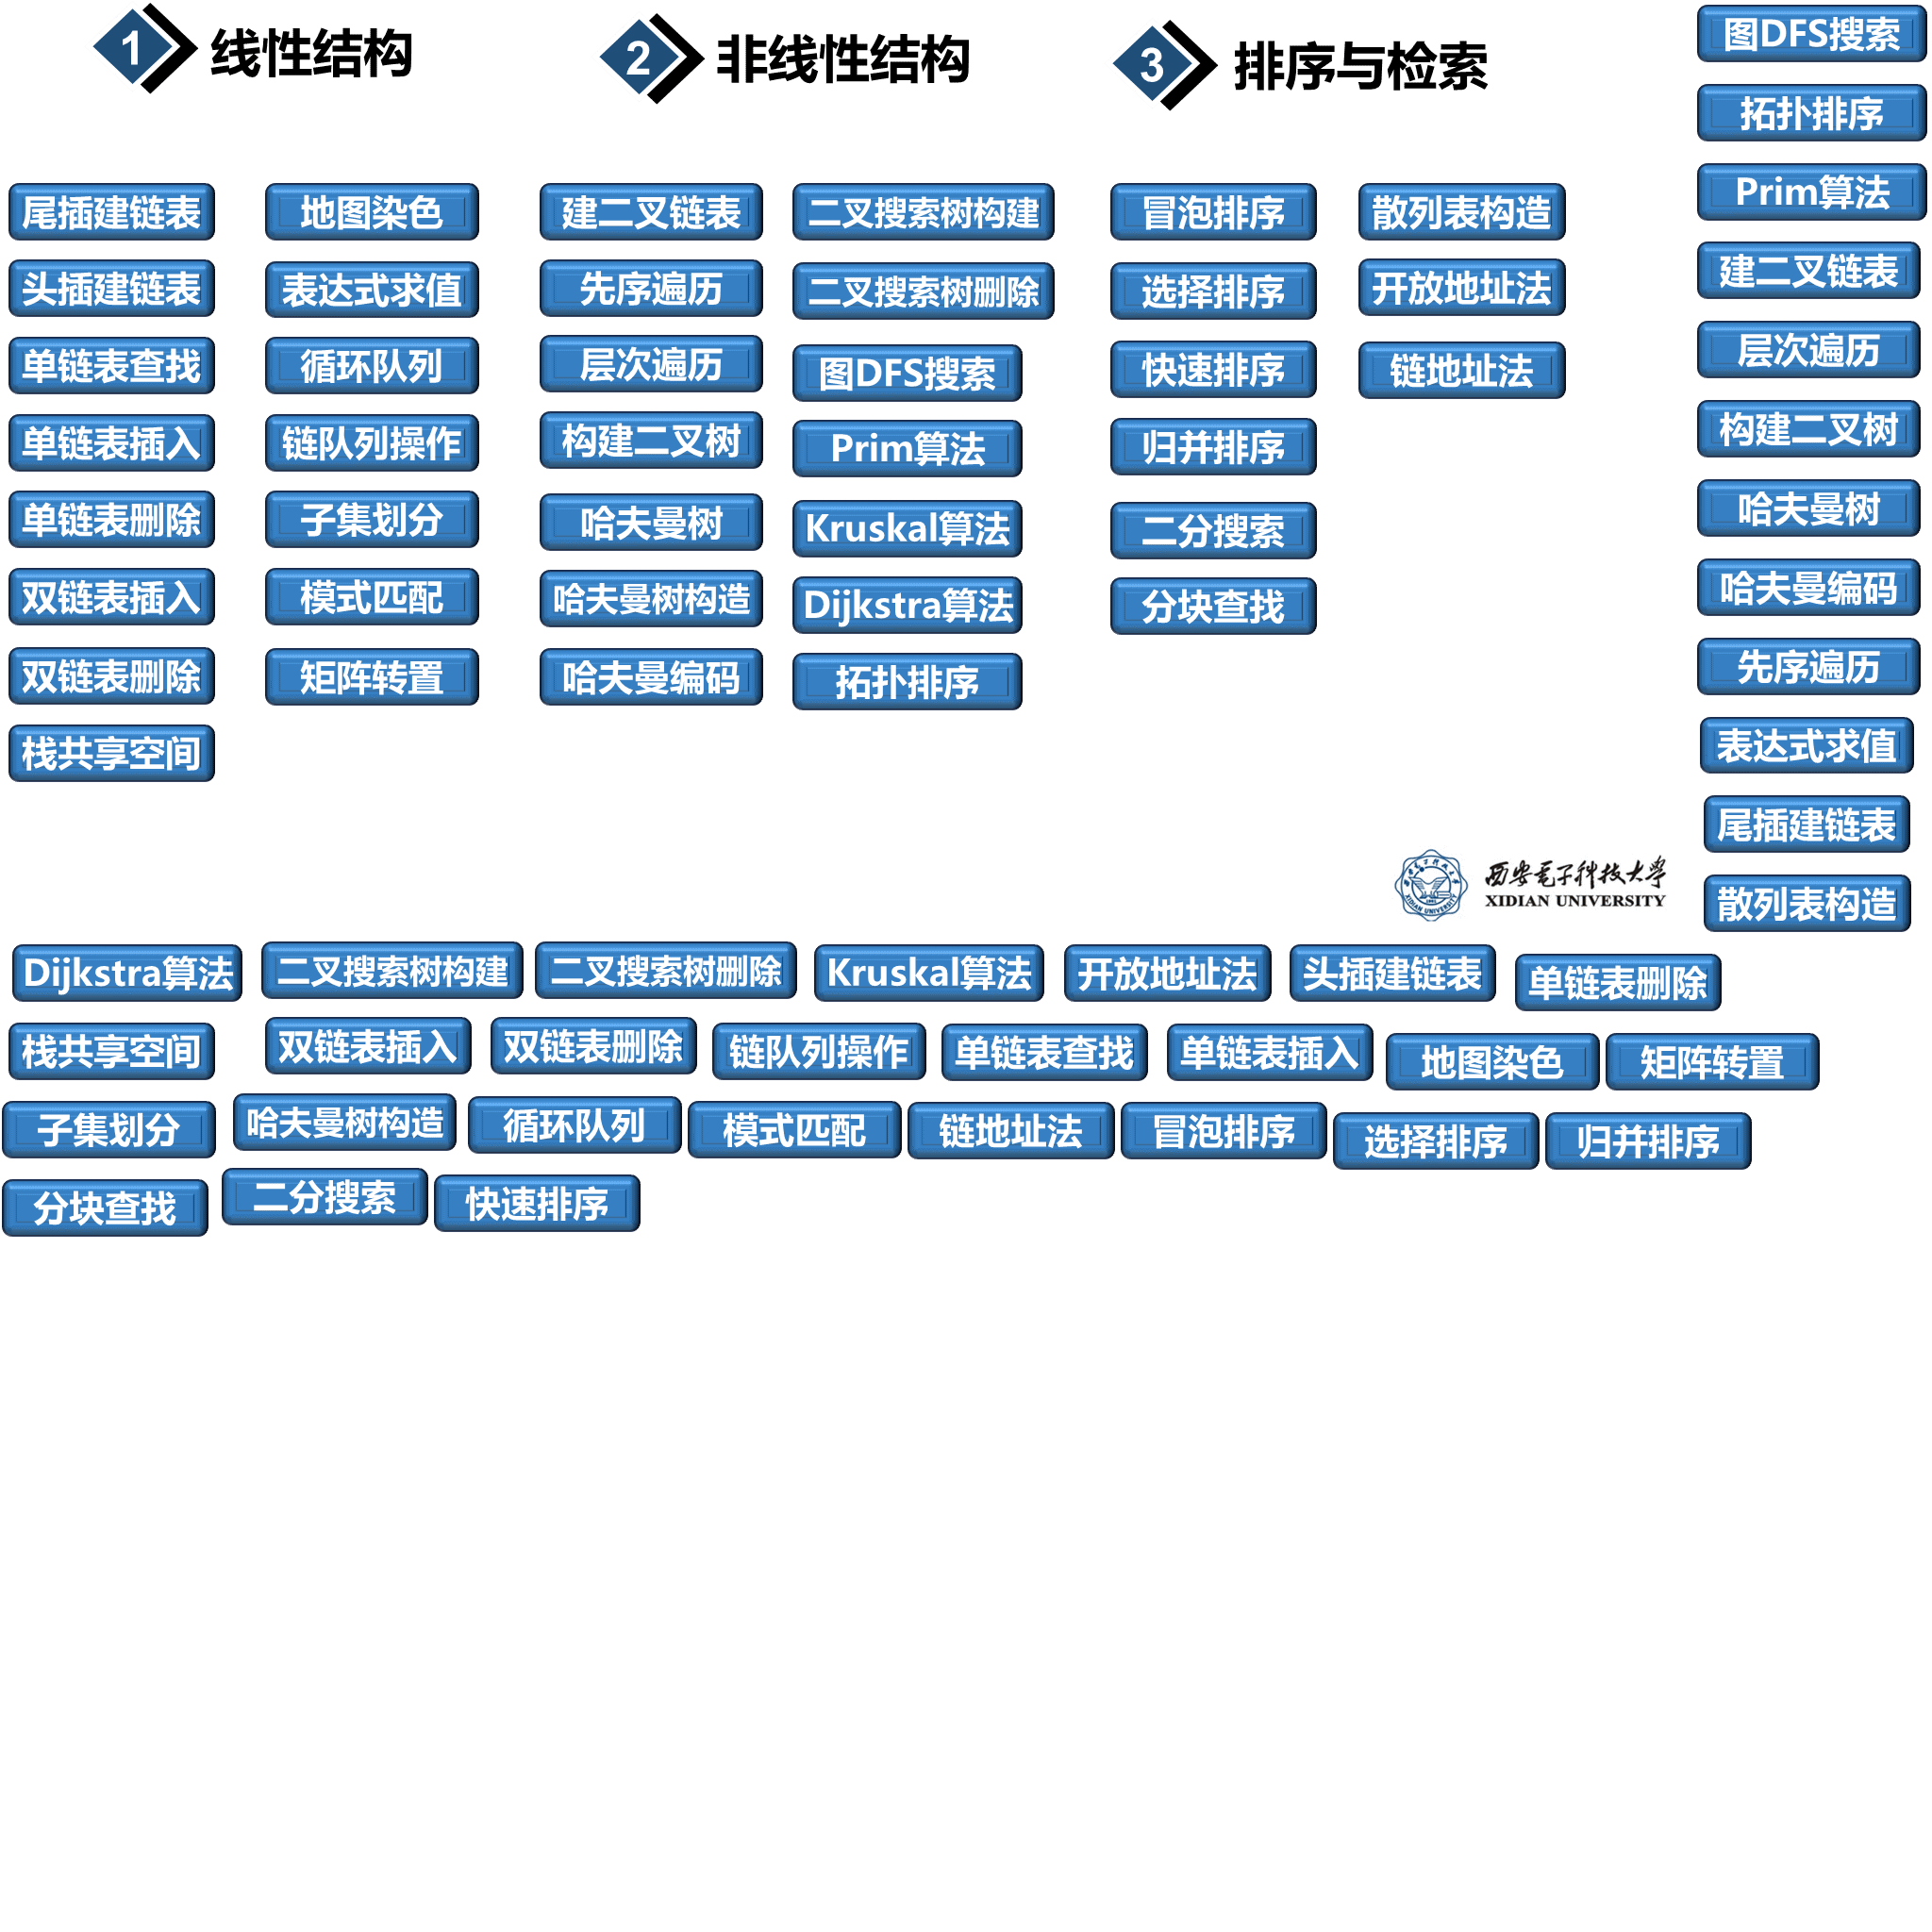 1 线性结构
2 非线性结构
3 排序与检索
尾插建链表
头插建链表
单链表查找
单链表插入
单链表删除
双链表插入
双链表删除
栈共享空间
地图染色
表达式求值
循环队列
链队列操作
子集划分
模式匹配
矩阵转置
建二叉链表
先序遍历
层次遍历
构建二叉树
哈夫曼树
哈夫曼树构造
哈夫曼编码
二叉搜索树构建
二叉搜索树删除
图DFS搜索
Prim算法
Kruskal算法
Dijkstra算法
拓扑排序
冒泡排序
选择排序
快速排序
归并排序
二分搜索
分块查找
散列表构造
开放地址法
链地址法
图DFS搜索
拓扑排序
Prim算法
建二叉链表
层次遍历
构建二叉树
哈夫曼树
哈夫曼编码
先序遍历
表达式求值
尾插建链表
散列表构造
西安电子科技大学
XIDIAN UNIVERSITY
Dijkstra算法
二叉搜索树构建
二叉搜索树删除
Kruskal算法
开放地址法
头插建链表
单链表删除
栈共享空间
双链表插入
双链表删除
链队列操作
单链表查找
单链表插入
地图染色
矩阵转置
子集划分
哈夫曼树构造
循环队列
模式匹配
链地址法
冒泡排序
选择排序
归并排序
分块查找
二分搜索
快速排序